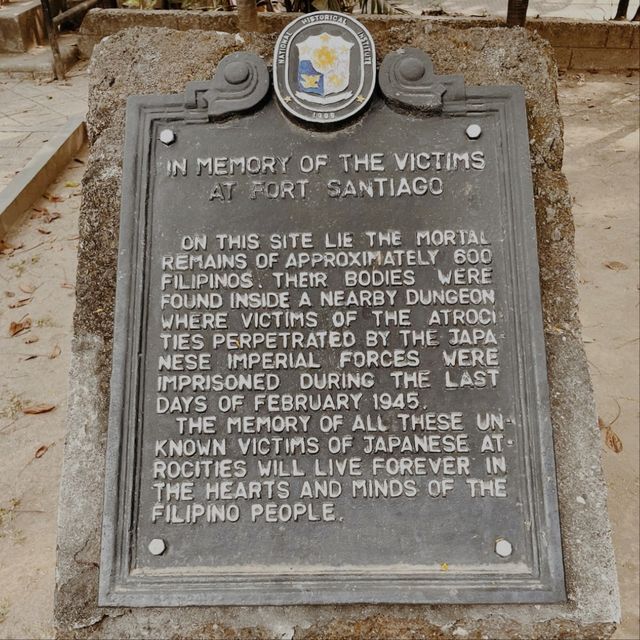 NATIONAL HISTORICAL INSTITUTE
IN MEMORY OF THE VICTIMS
AT FORT SANTIAGO
ON THIS SITE LIE THE MORTAL
REMAINS OF APPROXIMATELY 600
FILIPINOS. THEIR BODIES WERE
FOUND INSIDE A NEARBY DUNGEON
WHERE VICTIMS OF THE ATROCI
TIES PERPETRATED BY THE JAPA-
NESE IMPERIAL FORCES WERE
IMPRISONED DURING THE LAST
DAYS OF FEBRUARY 1945.
THE MEMORY OF ALL THESE UN-
KNOWN VICTIMS OF JAPANESE AT-
ROCITIES WILL LIVE FOREVER IN
THE HEARTS AND MINDS OF THE
FILIPINO PEOPLE.